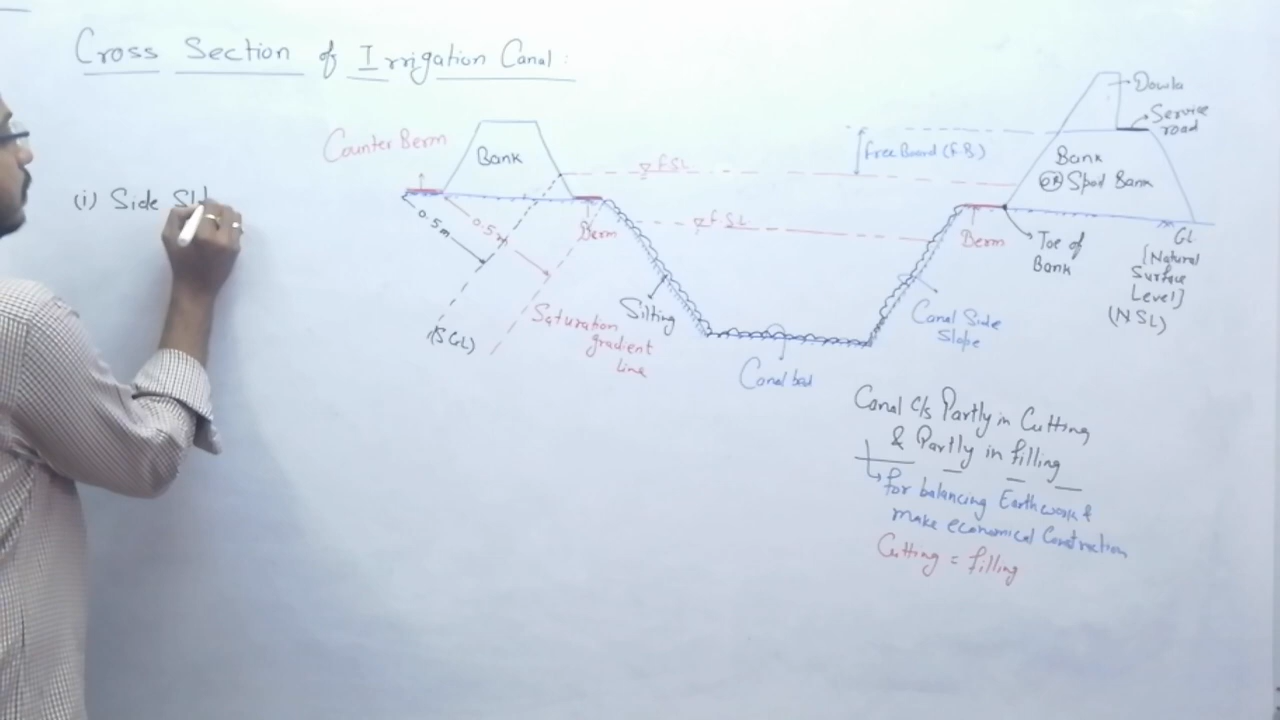 Cross Section of Irrigation Canal:
(i) Side Sl
Counter Berm
Bank
0.5m
0.5m
(SGL)
Saturation
gradient
Line
Berm
Silting
F.S.L
F.S.L
Canal bed
Free Board (F.B.)
Dowla
Service
road
Bank
OR Spoil Bank
Berm
Toe of
Bank
GL
[Natural
Surface
Level]
(NSL)
Canal Side
Slope
Canal C/s Partly in Cutting
& Partly in filling
for balancing Earthwork &
make economical Construction
Cutting = filling